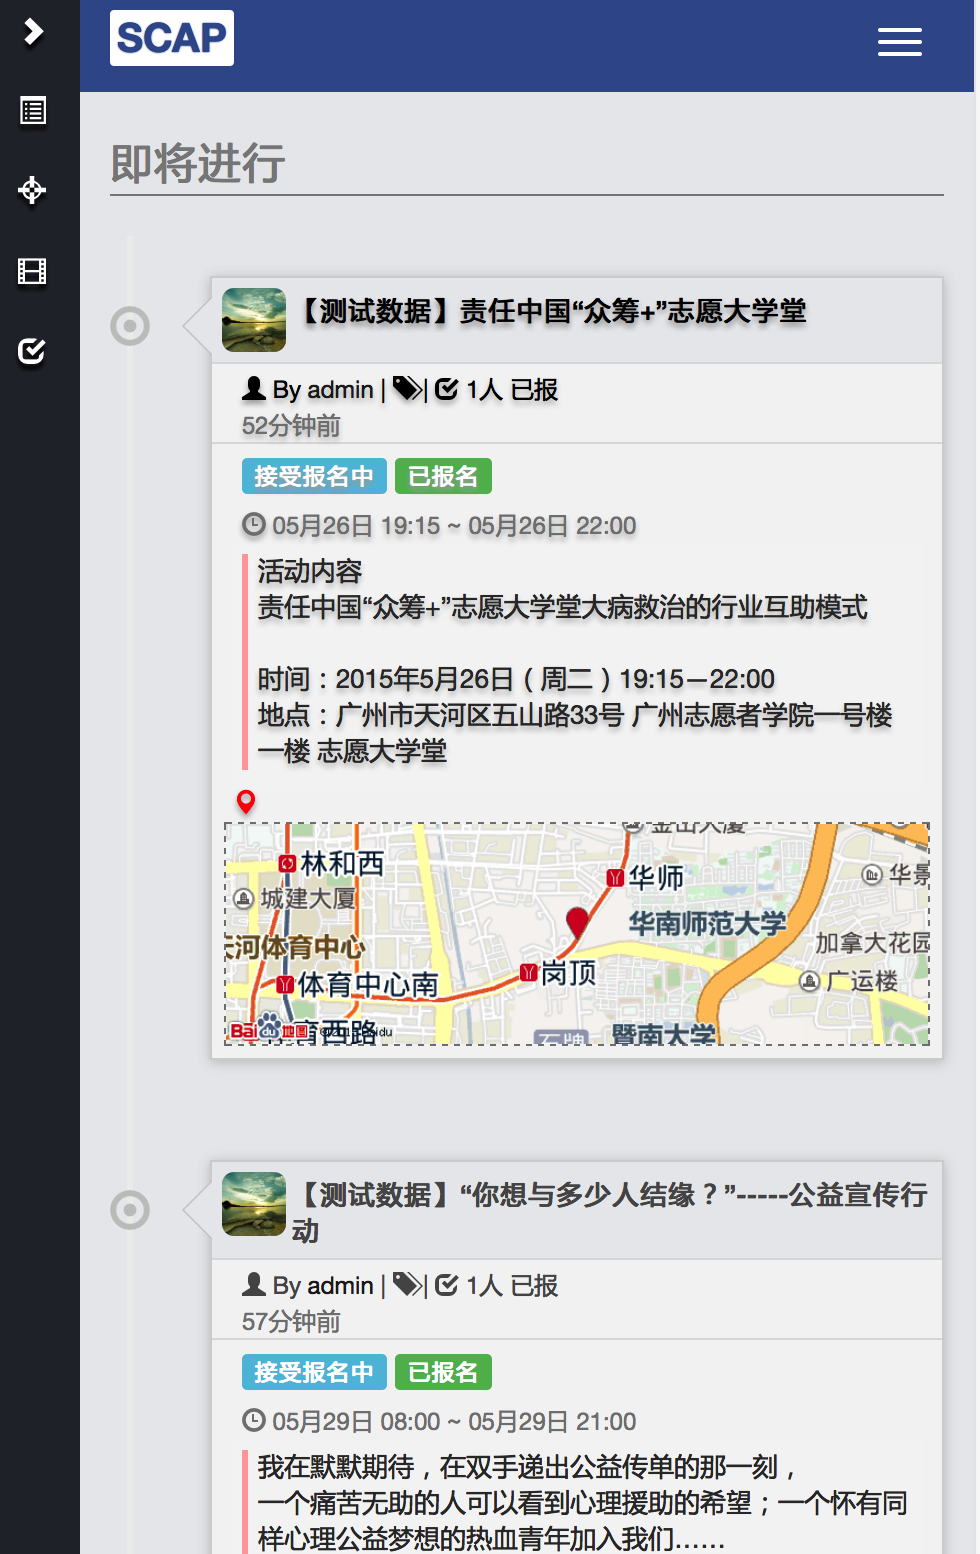 SCAP
即将进行
【测试数据】责任中国“众筹+”志愿大学堂
By admin | | 1人 已报
52分钟前
接受报名中 已报名
05月26日 19:15 ~ 05月26日 22:00
活动内容
责任中国“众筹+”志愿大学堂大病救治的行业互助模式
时间：2015年5月26日（周二）19:15—22:00
地点：广州市天河区五山路33号 广州志愿者学院一号楼
一楼 志愿大学堂
林和西
华师
华景
城建大厦
华南师范大学
天河体育中心
加拿大花园
岗顶
广运楼
体育中心南
Baidu地图
育西路
暨南大学
【测试数据】“你想与多少人结缘？”-----公益宣传行
动
By admin | | 1人 已报
57分钟前
接受报名中 已报名
05月29日 08:00 ~ 05月29日 21:00
我在默默期待，在双手递出公益传单的那一刻，
一个痛苦无助的人可以看到心理援助的希望；一个怀有同
样心理公益梦想的热血青年加入我们……